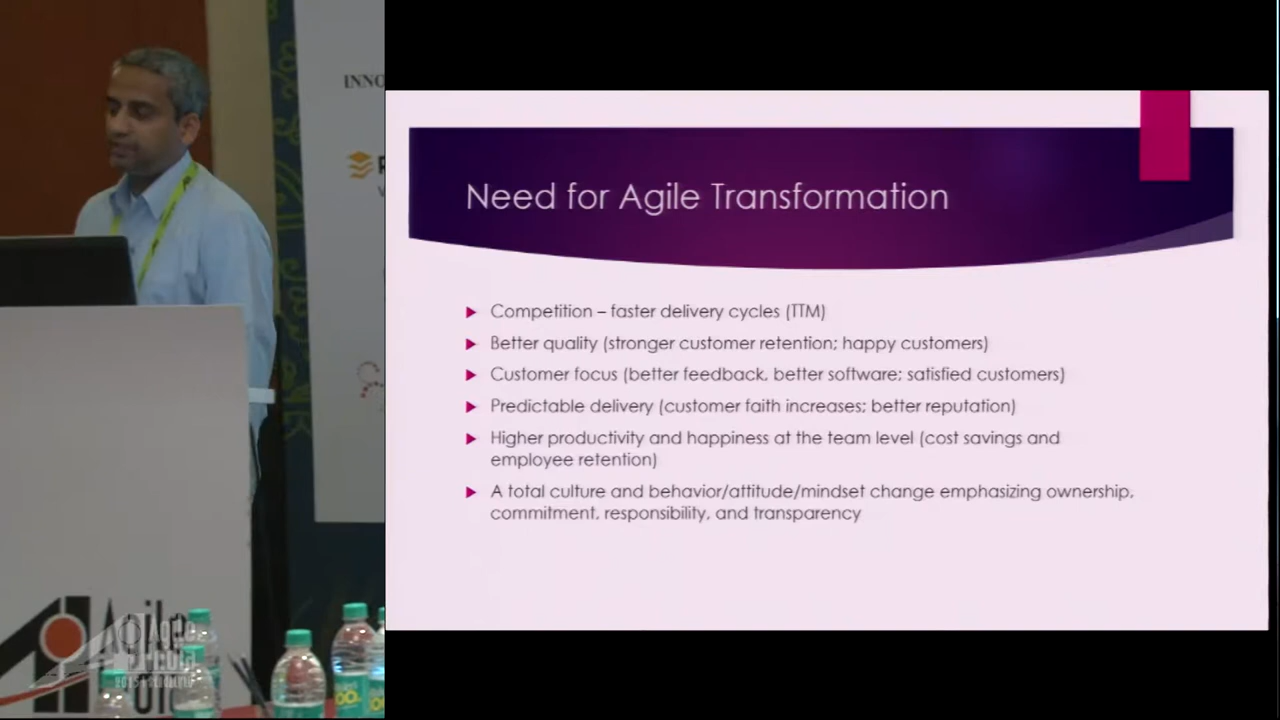 INNO
Need for Agile Transformation
Competition – faster delivery cycles (TTM)
Better quality (stronger customer retention; happy customers)
Customer focus (better feedback, better software; satisfied customers)
Predictable delivery (customer faith increases; better reputation)
Higher productivity and happiness at the team level (cost savings and
employee retention)
A total culture and behavior/attitude/mindset change emphasizing ownership,
commitment, responsibility, and transparency
Agile